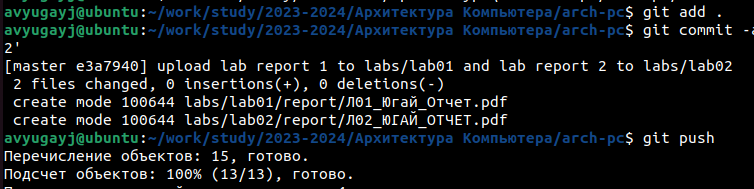 avyugayj@ubuntu:~/work/study/2023-2024/Архитектура Компьютера/arch-pc$ git add .
avyugayj@ubuntu:~/work/study/2023-2024/Архитектура Компьютера/arch-pc$ git commit -a
2'
[master e3a7940] upload lab report 1 to labs/lab01 and lab report 2 to labs/lab02
2 files changed, 0 insertions(+), 0 deletions(-)
create mode 100644 labs/lab01/report/Л01_Югай_Отчет.pdf
create mode 100644 labs/lab02/report/Л02_ЮГАЙ_ОТЧЕТ.pdf
avyugayj@ubuntu:~/work/study/2023-2024/Архитектура Компьютера/arch-pc$ git push
Перечисление объектов: 15, готово.
Подсчет объектов: 100% (13/13), готово.